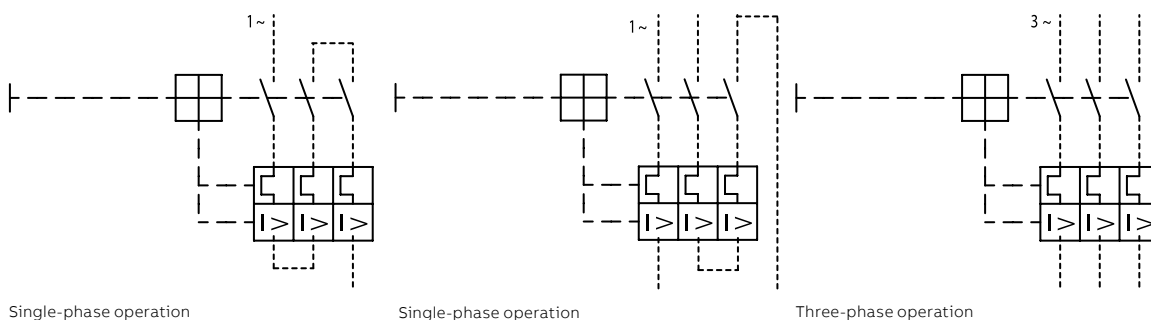 1~ 1~ 3~
I> I> I> I> I> I> I> I> I>
Single-phase operation Single-phase operation Three-phase operation